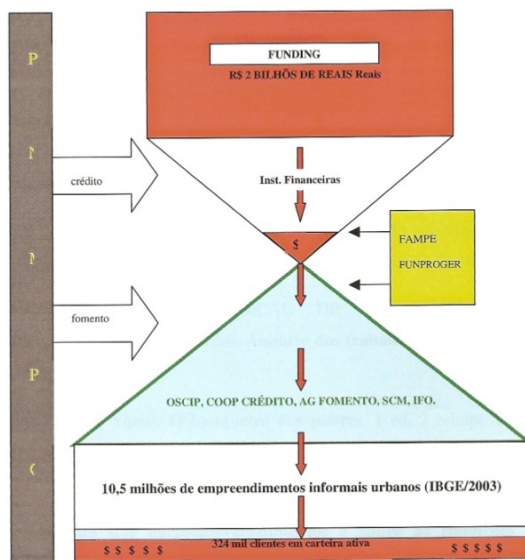 FUNDING
R$ 2 BILHÕS DE REAIS Reais
P
crédito
Inst. Financeiras
$
FAMPE
FUNPROGER
fomento
OSCIP, COOP CRÉDITO, AG FOMENTO, SCM, IFO.
P
10,5 milhões de empreendimentos informais urbanos (IBGE/2003)
324 mil clientes em carteira ativa
$ $ $ $ $
$ $ $ $ $